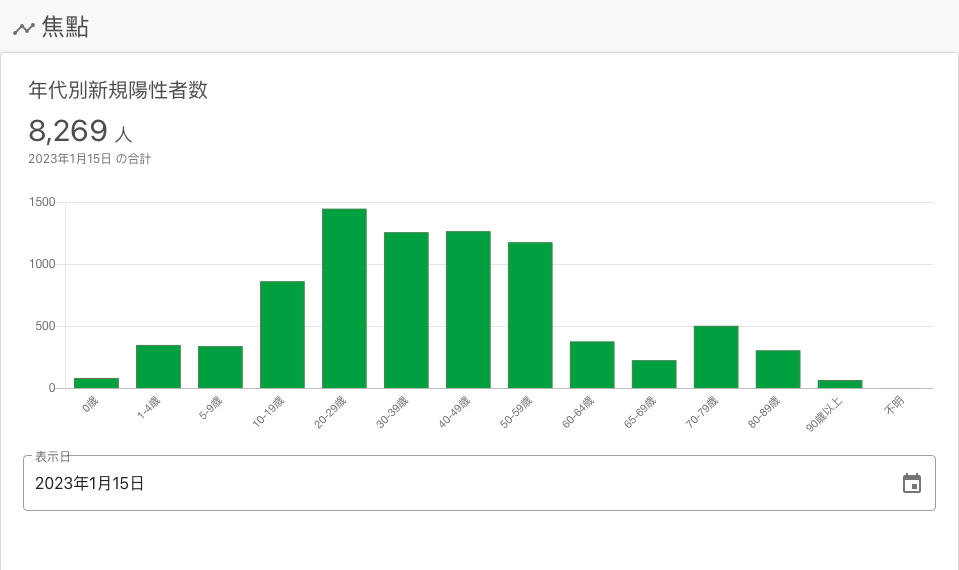 焦點
年代別新規陽性者数
8,269 人
2023年1月15日 の合計
1500
1000
500
0
0歳 1-4歳 5-9歳 10-19歳 20-29歳 30-39歳 40-49歳 50-59歳 60-64歳 65-69歳 70-79歳 80-89歳 90歳以上 不明
表示日
2023年1月15日